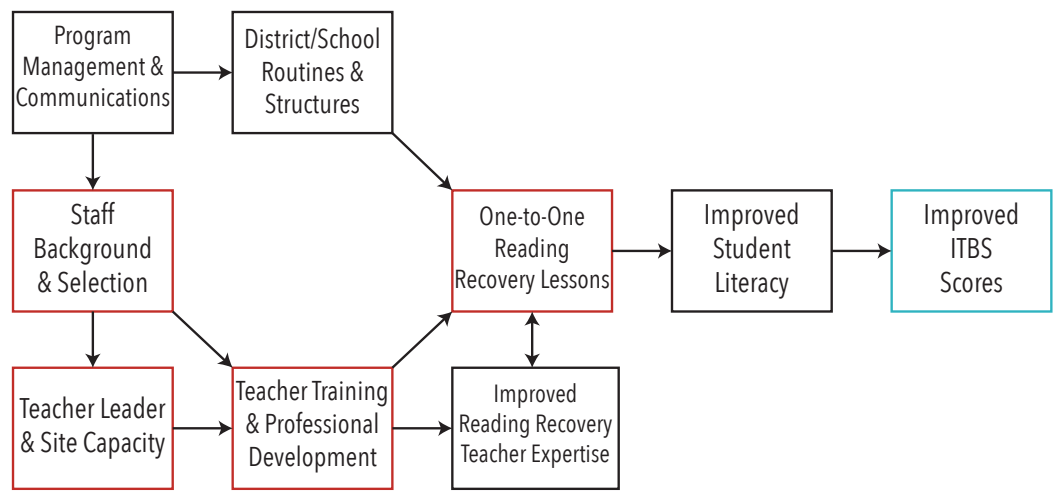 Program
Management &
Communications
District/School
Routines &
Structures
Staff
Background
& Selection
One-to-One
Reading
Recovery Lessons
Improved
Student
Literacy
Improved
ITBS
Scores
Teacher Leader
& Site Capacity
Teacher Training
& Professional
Development
Improved
Reading Recovery
Teacher Expertise